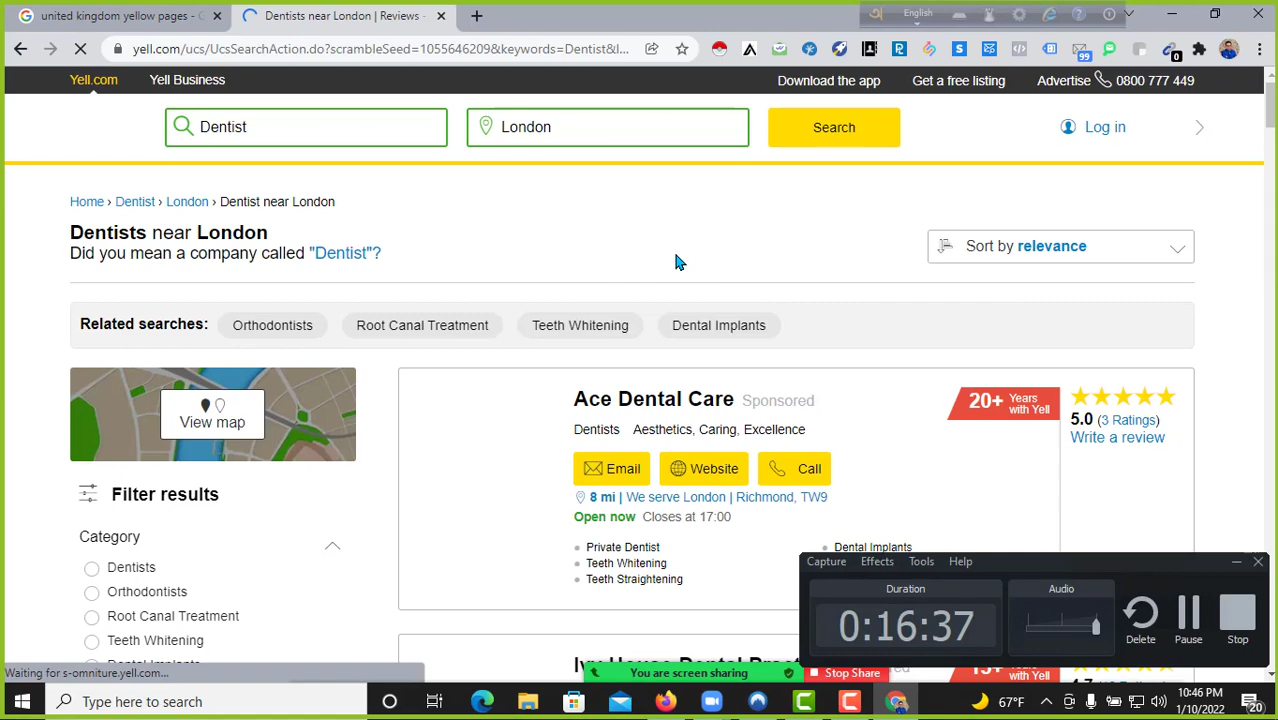 united kingdom yellow pages - G
Dentists near London | Reviews -
English
yell.com/ucs/UcsSearchAction.do?scrambleSeed=1055646209&keywords=Dentist&l...
99
0
Yell.com
Yell Business
Download the app
Get a free listing
Advertise
0800 777 449
Dentist
London
Search
Log in
Home › Dentist › London › Dentist near London
Dentists near London
Did you mean a company called "Dentist"?
Sort by relevance
Related searches:
Orthodontists
Root Canal Treatment
Teeth Whitening
Dental Implants
View map
Ace Dental Care Sponsored
20+ Years with Yell
5.0 (3 Ratings)
Write a review
Dentists Aesthetics, Caring, Excellence
Email
Website
Call
8 mi | We serve London | Richmond, TW9
Open now Closes at 17:00
Private Dentist
Dental Implants
Teeth Whitening
Teeth Straightening
Filter results
Category
Dentists
Orthodontists
Root Canal Treatment
Teeth Whitening
Capture
Effects
Tools
Help
Duration
0:16:37
Audio
Delete
Pause
Stop
Waiting for s-omniture.yell.com...
You are screen sharing
Stop Share
Type here to search
67°F
10:46 PM
1/10/2022
20